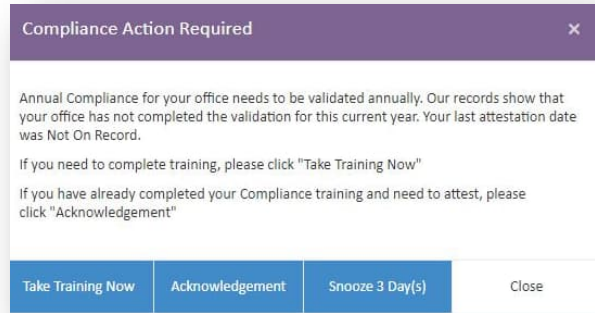 Compliance Action Required ×
Annual Compliance for your office needs to be validated annually. Our records show that
your office has not completed the validation for this current year. Your last attestation date
was Not On Record.
If you need to complete training, please click "Take Training Now"
If you have already completed your Compliance training and need to attest, please
click "Acknowledgement"
Take Training Now Acknowledgement Snooze 3 Day(s) Close